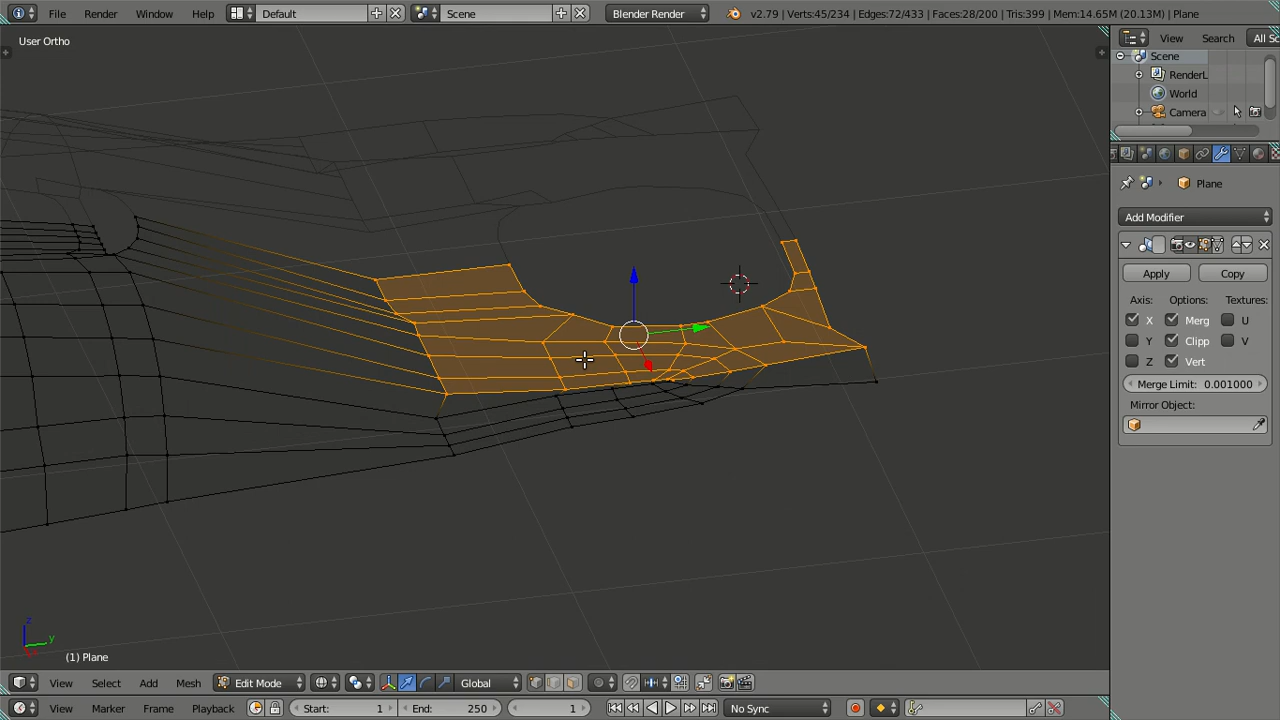 File Render Window Help Default Scene Blender Render v2.79 | Verts:45/234 | Edges:72/433 | Faces:28/200 | Tris:399 | Mem:14.65M (20.13M) | Plane
User Ortho
View Search All Sc
Scene
RenderL
World
Camera
Plane
Add Modifier
Apply Copy
Axis: Options: Textures:
X Merg U
Y Clipp V
Z Vert
Merge Limit: 0.001000
Mirror Object:
z
y
(1) Plane
View Select Add Mesh Edit Mode Global
View Marker Frame Playback Start: 1 End: 250 1 No Sync